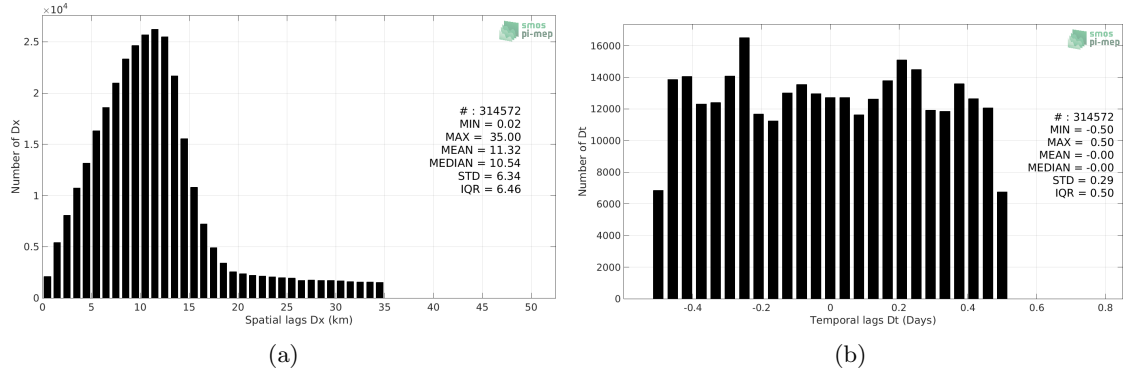 ×10⁴
2.5
2
1.5
1
0.5
0
Number of Dx
0 5 10 15 20 25 30 35 40 45 50
Spatial lags Dx (km)
smos
pi-mep
# : 314572
MIN = 0.02
MAX = 35.00
MEAN = 11.32
MEDIAN = 10.54
STD = 6.34
IQR = 6.46
(a)
16000
14000
12000
10000
8000
6000
4000
2000
0
Number of Dt
-0.4 -0.2 0 0.2 0.4 0.6 0.8
Temporal lags Dt (Days)
smos
pi-mep
# : 314572
MIN = -0.50
MAX = 0.50
MEAN = -0.00
MEDIAN = -0.00
STD = 0.29
IQR = 0.50
(b)